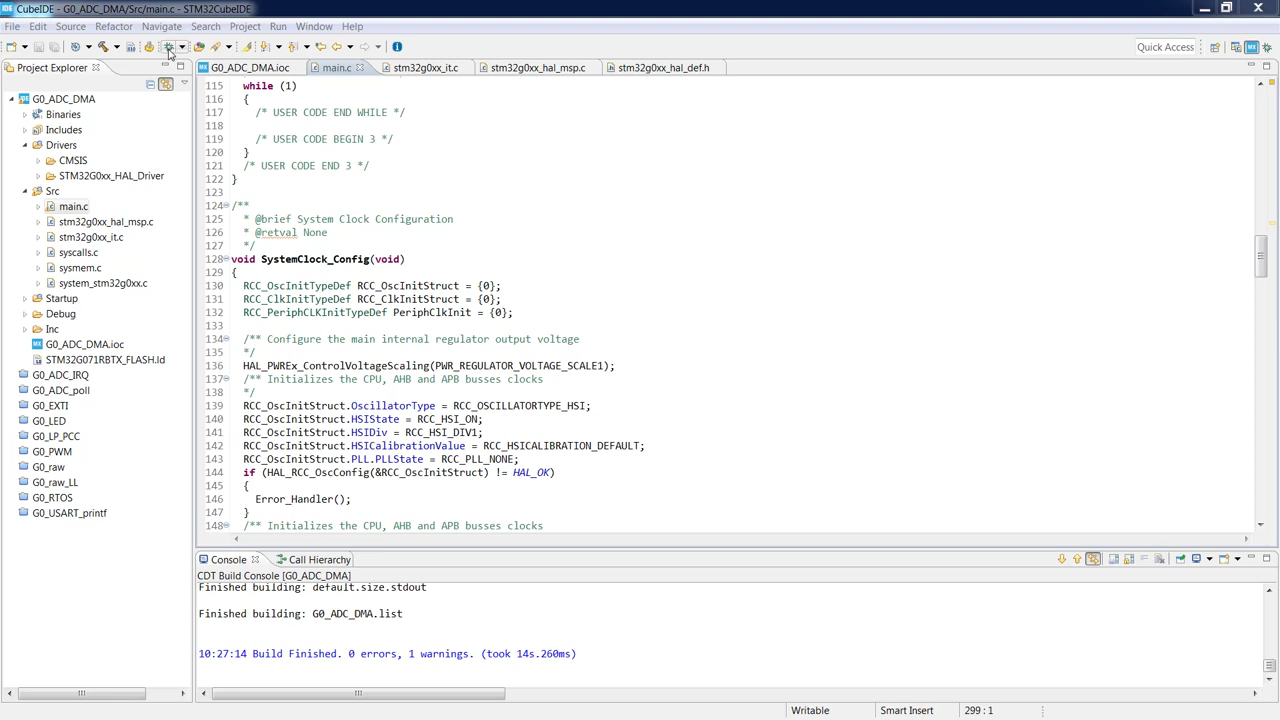 IDE CubeIDE - G0_ADC_DMA/Src/main.c - STM32CubeIDE
File Edit Source Refactor Navigate Search Project Run Window Help
Quick Access
Project Explorer
G0_ADC_DMA
Binaries
Includes
Drivers
CMSIS
STM32G0xx_HAL_Driver
Src
main.c
stm32g0xx_hal_msp.c
stm32g0xx_it.c
syscalls.c
sysmem.c
system_stm32g0xx.c
Startup
Debug
Inc
G0_ADC_DMA.ioc
STM32G071RBTX_FLASH.ld
G0_ADC_IRQ
G0_ADC_poll
G0_EXTI
G0_LED
G0_LP_PCC
G0_PWM
G0_raw
G0_raw_LL
G0_RTOS
G0_USART_printf
G0_ADC_DMA.ioc main.c stm32g0xx_it.c stm32g0xx_hal_msp.c stm32g0xx_hal_def.h
115 while (1)
116 {
117 /* USER CODE END WHILE */
118
119 /* USER CODE BEGIN 3 */
120 }
121 /* USER CODE END 3 */
122 }
123
124 /**
125 * @brief System Clock Configuration
126 * @retval None
127 */
128 void SystemClock_Config(void)
129 {
130 RCC_OscInitTypeDef RCC_OscInitStruct = {0};
131 RCC_ClkInitTypeDef RCC_ClkInitStruct = {0};
132 RCC_PeriphCLKInitTypeDef PeriphClkInit = {0};
133
134 /** Configure the main internal regulator output voltage
135 */
136 HAL_PWREx_ControlVoltageScaling(PWR_REGULATOR_VOLTAGE_SCALE1);
137 /** Initializes the CPU, AHB and APB busses clocks
138 */
139 RCC_OscInitStruct.OscillatorType = RCC_OSCILLATORTYPE_HSI;
140 RCC_OscInitStruct.HSIState = RCC_HSI_ON;
141 RCC_OscInitStruct.HSIDiv = RCC_HSI_DIV1;
142 RCC_OscInitStruct.HSICalibrationValue = RCC_HSICALIBRATION_DEFAULT;
143 RCC_OscInitStruct.PLL.PLLState = RCC_PLL_NONE;
144 if (HAL_RCC_OscConfig(&RCC_OscInitStruct) != HAL_OK)
145 {
146 Error_Handler();
147 }
148 /** Initializes the CPU, AHB and APB busses clocks
Console Call Hierarchy
CDT Build Console [G0_ADC_DMA]
Finished building: default.size.stdout
Finished building: G0_ADC_DMA.list
10:27:14 Build Finished. 0 errors, 1 warnings. (took 14s.260ms)
Writable Smart Insert 299 : 1